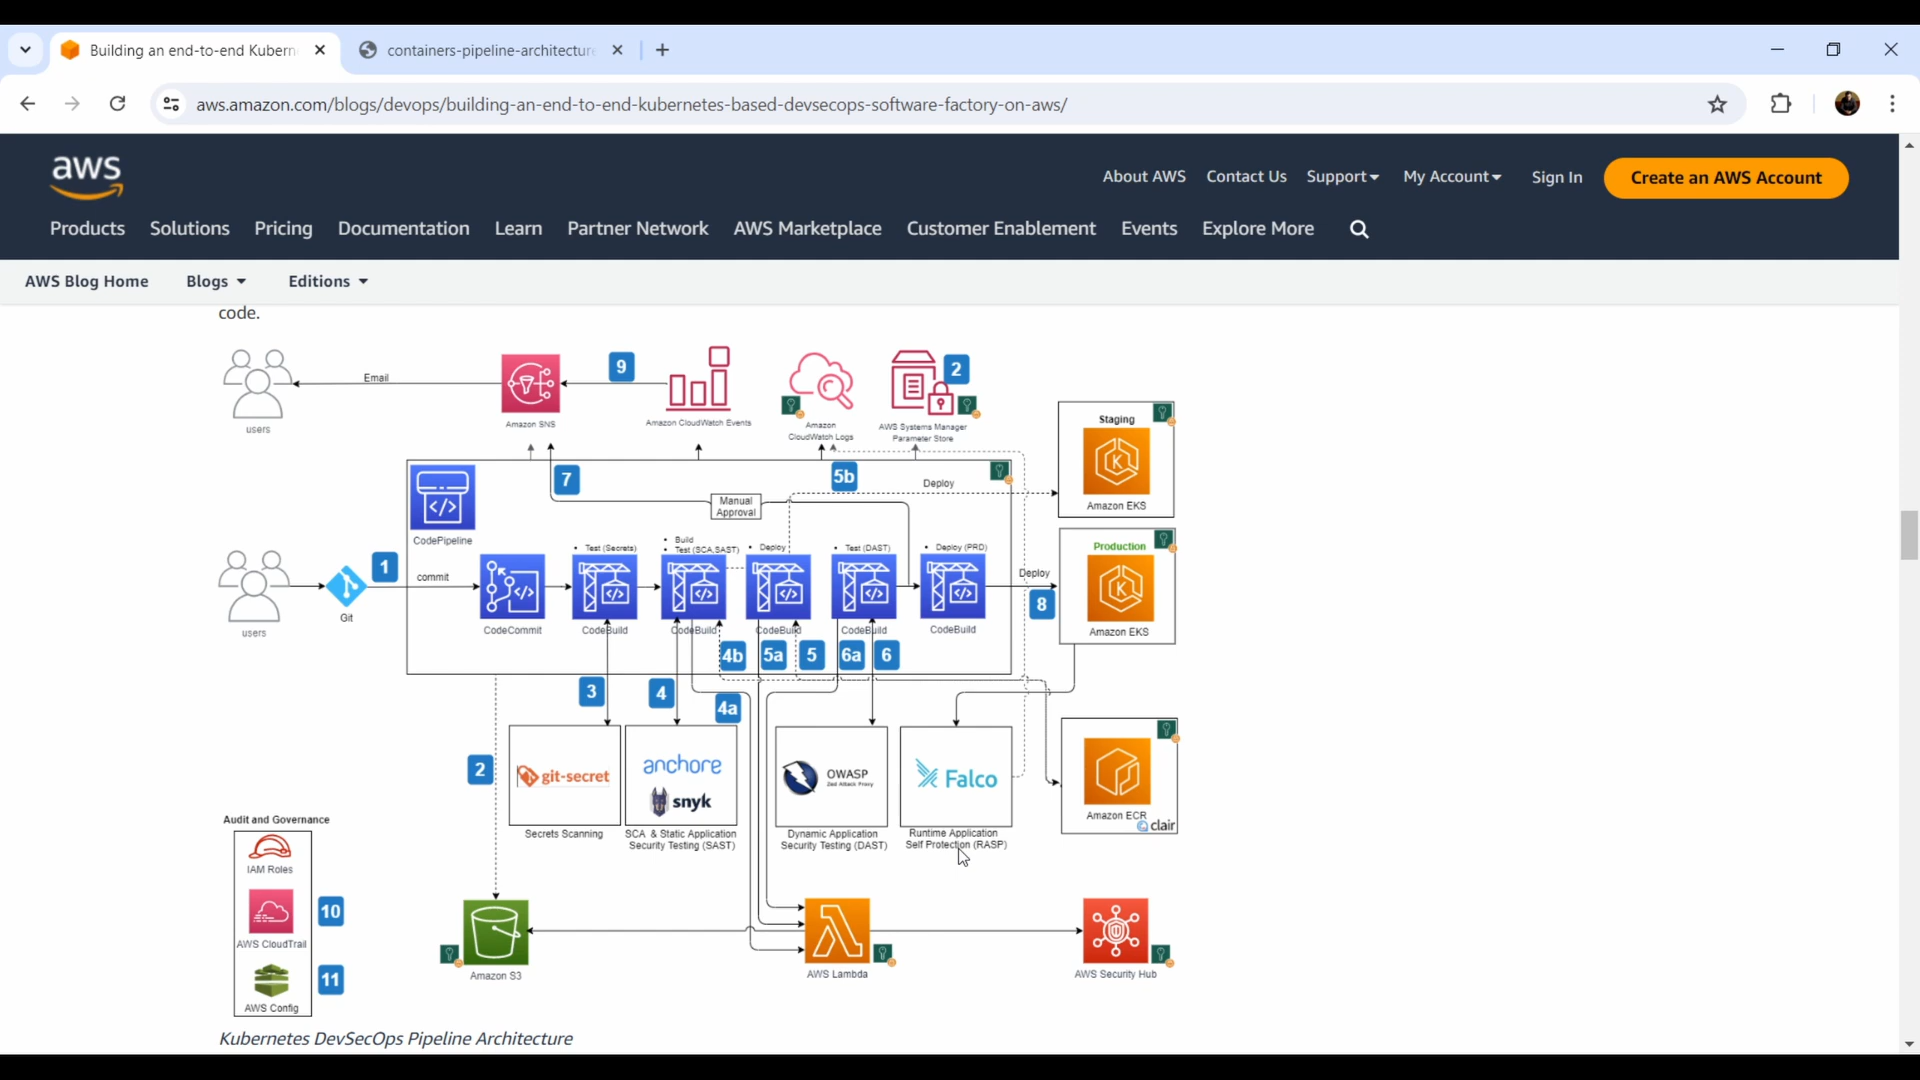 Building an end-to-end Kubern
containers-pipeline-architecture
aws.amazon.com/blogs/devops/building-an-end-to-end-kubernetes-based-devsecops-software-factory-on-aws/
aws
About AWS
Contact Us
Support
My Account
Sign In
Create an AWS Account
Products
Solutions
Pricing
Documentation
Learn
Partner Network
AWS Marketplace
Customer Enablement
Events
Explore More
AWS Blog Home
Blogs
Editions
code.
users
Email
Amazon SNS
9
Amazon CloudWatch Events
Amazon
CloudWatch Logs
2
AWS Systems Manager
Parameter Store
Staging
Amazon EKS
7
5b
Deploy
Manual
Approval
CodePipeline
• Test (Secrets)
• Build
• Test (SCA,SAST)
• Deploy
• Test (DAST)
• Deploy (PRD)
Production
Amazon EKS
users
Git
1
commit
CodeCommit
CodeBuild
CodeBuild
CodeBuild
CodeBuild
CodeBuild
Deploy
8
4b
5a
5
6a
6
3
4
4a
2
git-secret
Secrets Scanning
anchore
snyk
SCA & Static Application
Security Testing (SAST)
OWASP
Zed Attack Proxy
Dynamic Application
Security Testing (DAST)
Falco
Runtime Application
Self Protection (RASP)
Amazon ECR
clair
Audit and Governance
IAM Roles
AWS CloudTrail
10
AWS Config
11
Amazon S3
AWS Lambda
AWS Security Hub
Kubernetes DevSecOps Pipeline Architecture